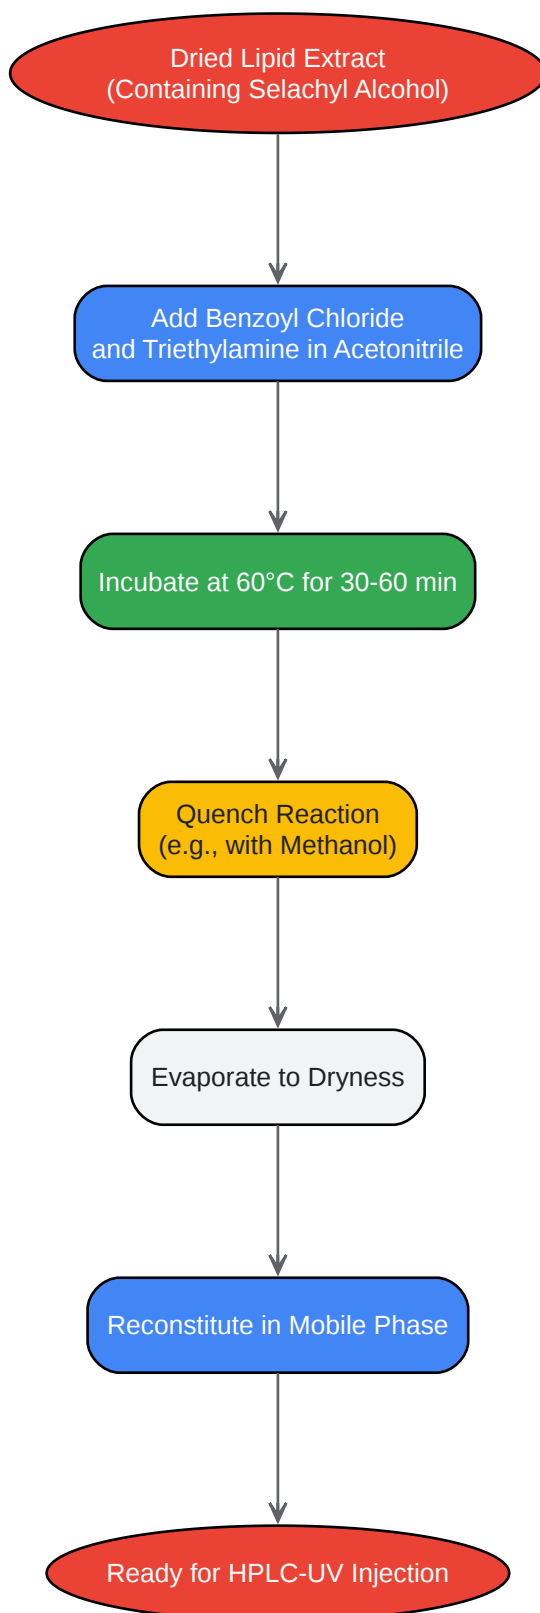 Dried Lipid Extract
(Containing Selachyl Alcohol)
Add Benzoyl Chloride
and Triethylamine in Acetonitrile
Incubate at 60°C for 30-60 min
Quench Reaction
(e.g., with Methanol)
Evaporate to Dryness
Reconstitute in Mobile Phase
Ready for HPLC-UV Injection